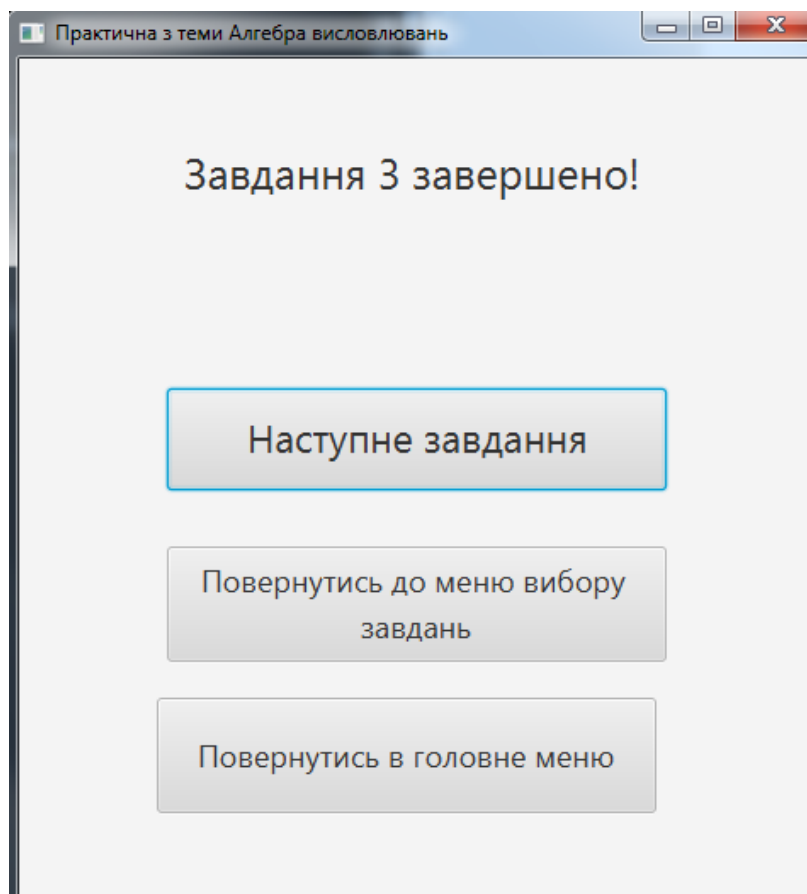 Практична з теми Алгебра висловлювань
Завдання 3 завершено!
Наступне завдання
Повернутись до меню вибору
завдань
Повернутись в головне меню